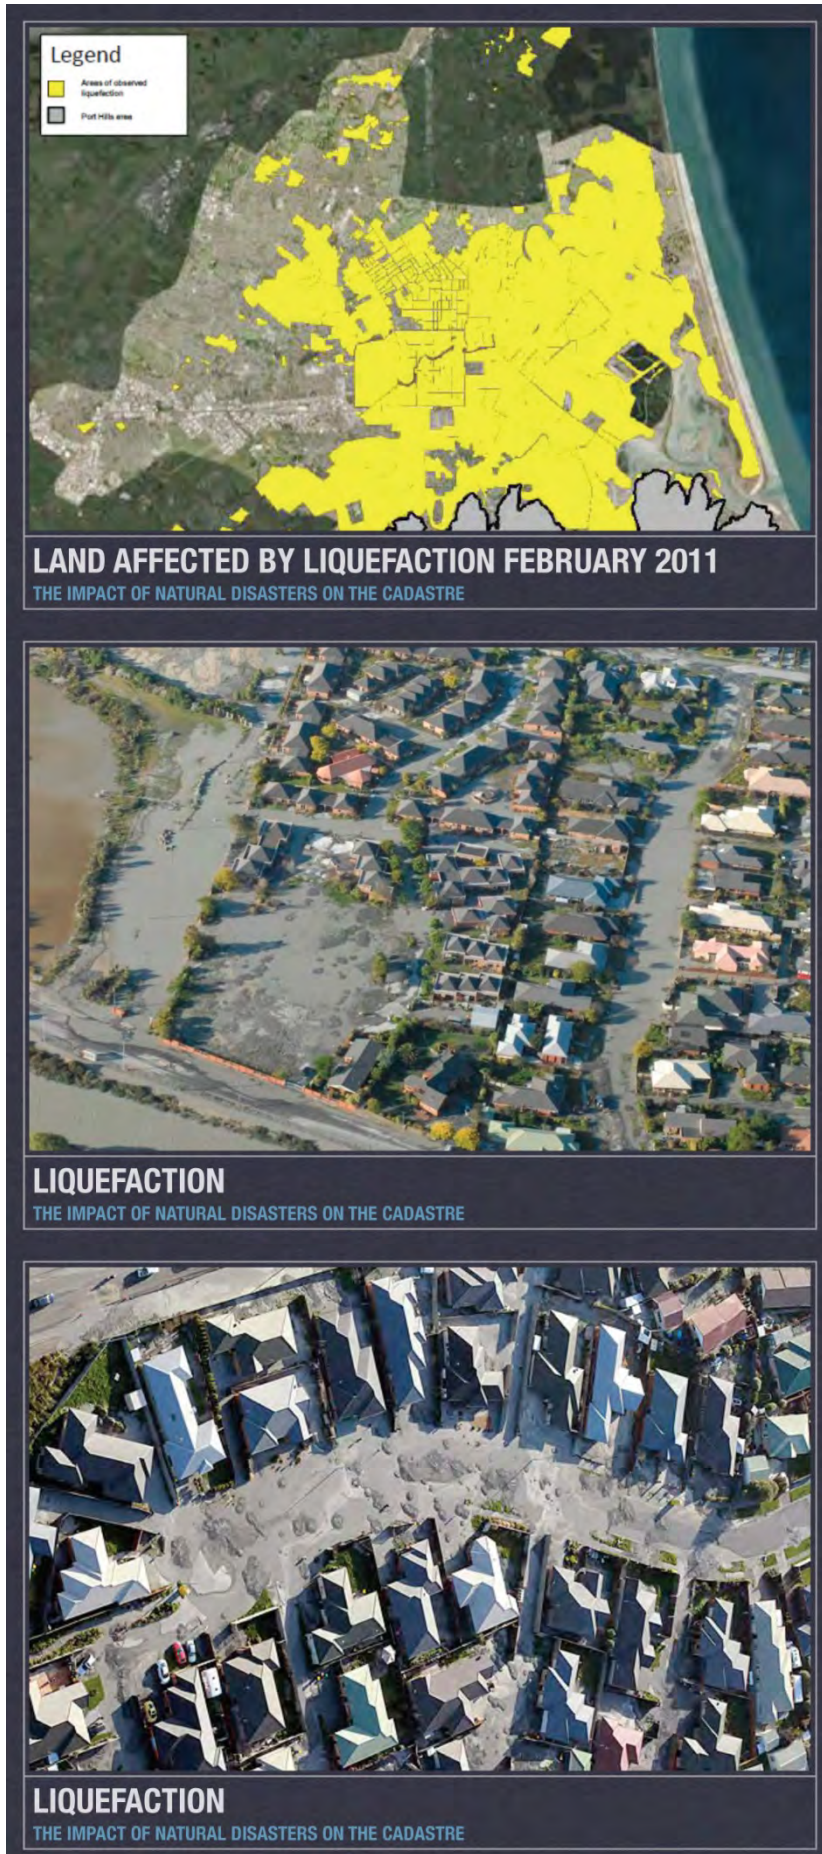 Legend
Areas of observed
liquefaction
Port Hills area
LAND AFFECTED BY LIQUEFACTION FEBRUARY 2011
THE IMPACT OF NATURAL DISASTERS ON THE CADASTRE
LIQUEFACTION
THE IMPACT OF NATURAL DISASTERS ON THE CADASTRE
LIQUEFACTION
THE IMPACT OF NATURAL DISASTERS ON THE CADASTRE